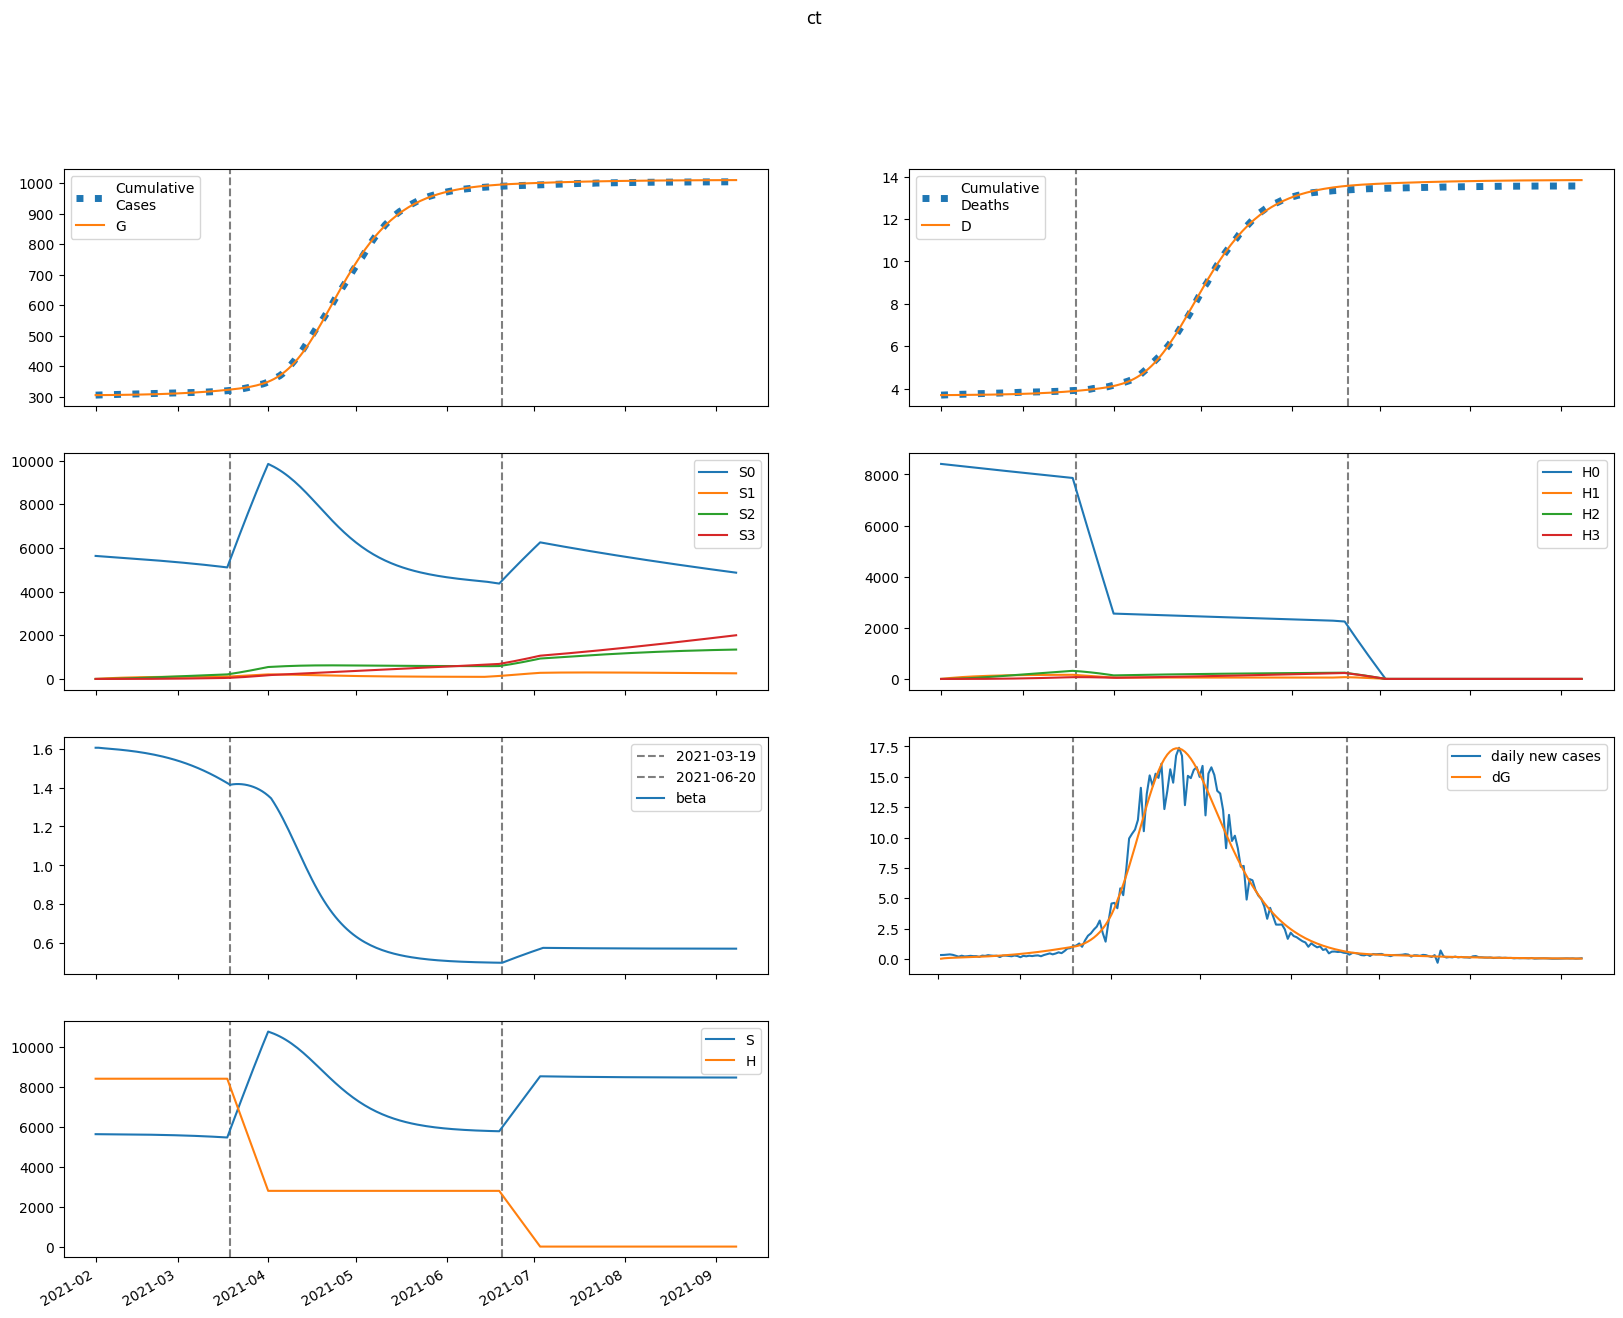 ct
1000
900
800
700
600
500
400
300
Cumulative
Cases
G
14
12
10
8
6
4
Cumulative
Deaths
D
10000
8000
6000
4000
2000
0
S0
S1
S2
S3
8000
6000
4000
2000
0
H0
H1
H2
H3
1.6
1.4
1.2
1.0
0.8
0.6
2021-03-19
2021-06-20
beta
17.5
15.0
12.5
10.0
7.5
5.0
2.5
0.0
daily new cases
dG
10000
8000
6000
4000
2000
0
S
H
2021-02
2021-03
2021-04
2021-05
2021-06
2021-07
2021-08
2021-09